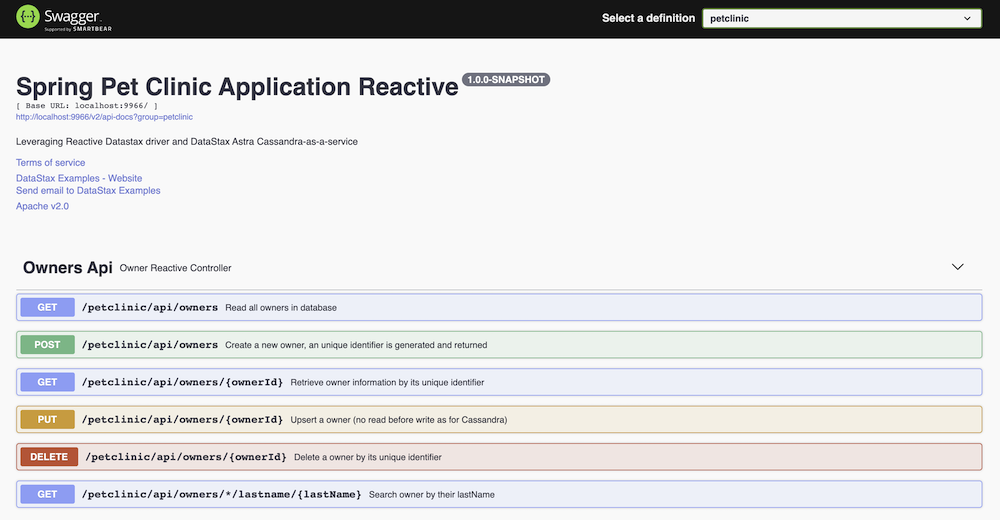 Swagger.
Supported by SMARTBEAR
Select a definition
petclinic
Spring Pet Clinic Application Reactive 1.0.0-SNAPSHOT
[ Base URL: localhost:9966/ ]
http://localhost:9966/v2/api-docs?group=petclinic
Leveraging Reactive Datastax driver and DataStax Astra Cassandra-as-a-service
Terms of service
DataStax Examples - Website
Send email to DataStax Examples
Apache v2.0
Owners Api Owner Reactive Controller
GET /petclinic/api/owners Read all owners in database
POST /petclinic/api/owners Create a new owner, an unique identifier is generated and returned
GET /petclinic/api/owners/{ownerId} Retrieve owner information by its unique identifier
PUT /petclinic/api/owners/{ownerId} Upsert a owner (no read before write as for Cassandra)
DELETE /petclinic/api/owners/{ownerId} Delete a owner by its unique identifier
GET /petclinic/api/owners/*/lastname/{lastName} Search owner by their lastName